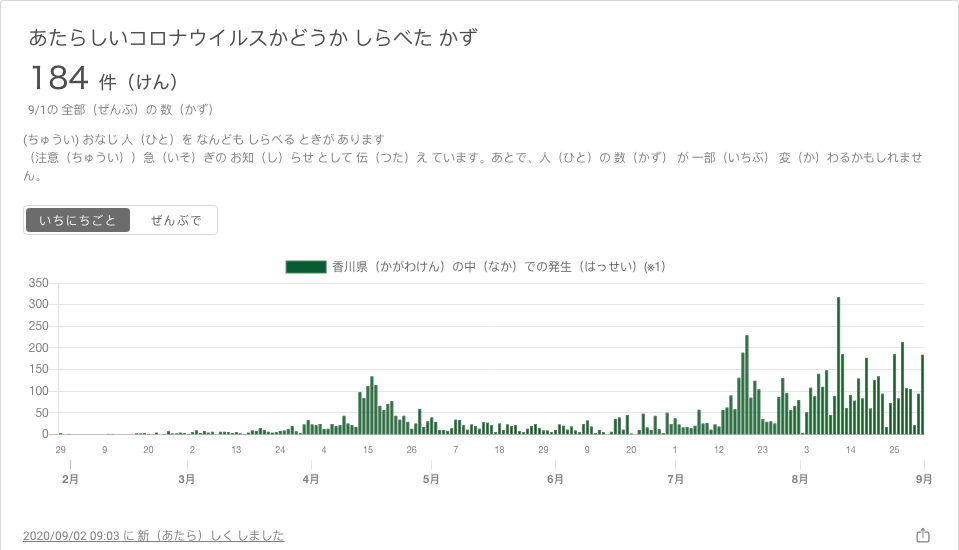 あたらしいコロナウイルスかどうか しらべた かず
184 件（けん）
9/1の 全部（ぜんぶ）の 数（かず）
(ちゅうい) おなじ 人（ひと）を なんども しらべる ときが あります
（注意（ちゅうい））急（いそ）ぎの お知（し）らせ として 伝（つた）え ています。あとで、人（ひと）の 数（かず） が 一部（いちぶ） 変（か）わるかもしれませ
ん。
いちにちごと ぜんぶで
香川県（かがわけん）の中（なか）での発生（はっせい）(※1)
350
300
250
200
150
100
50
0
29 9 20 2 13 24 4 15 26 7 18 29 9 20 1 12 23 3 14 25
2月 3月 4月 5月 6月 7月 8月 9月
2020/09/02 09:03 に 新（あたら）しく しました